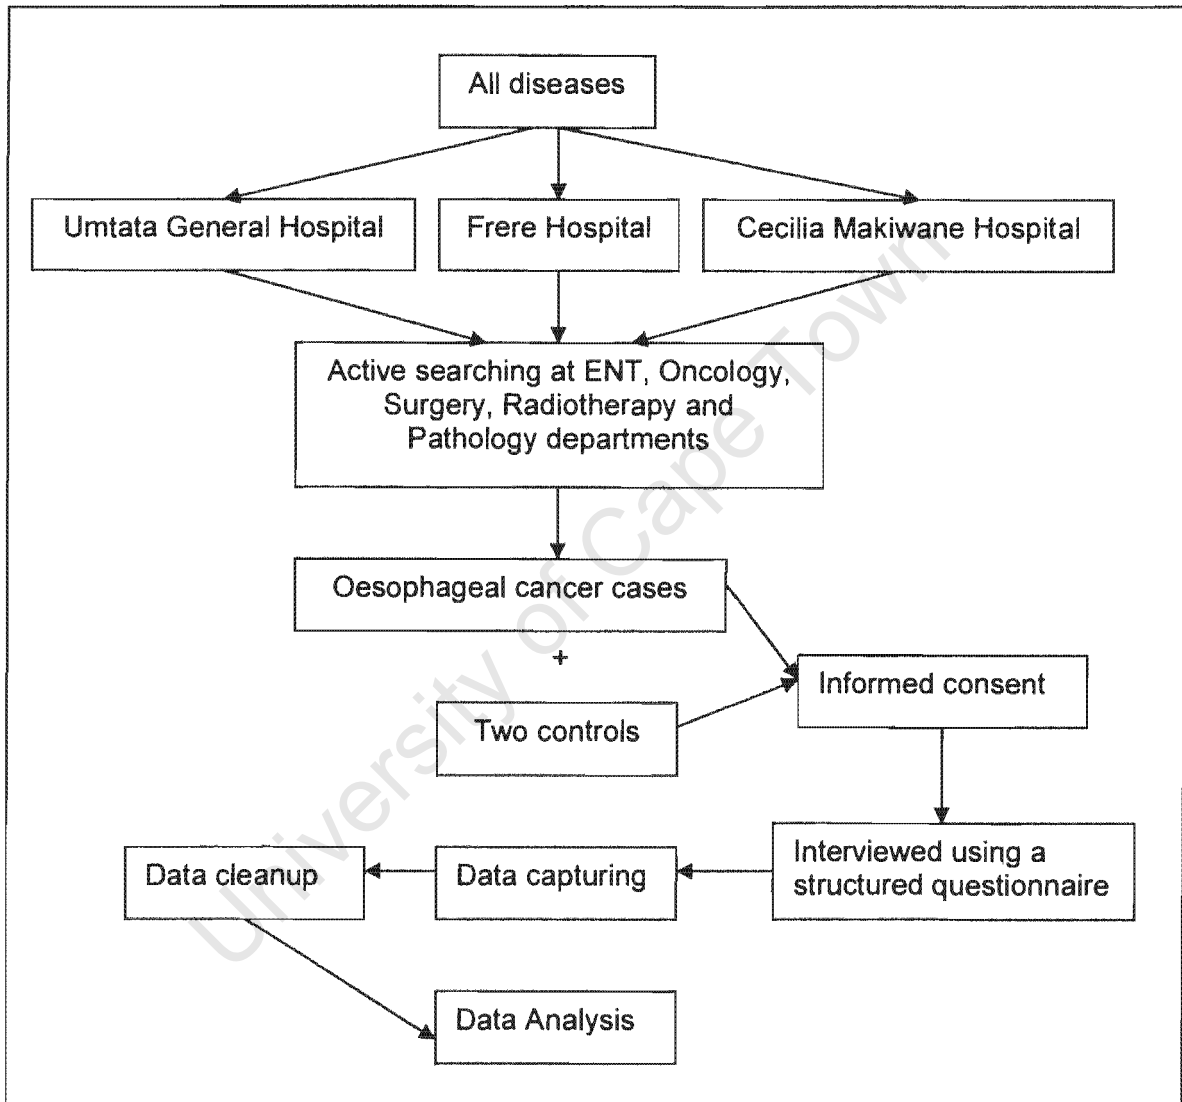 All diseases
Umtata General Hospital
Frere Hospital
Cecilia Makiwane Hospital
Active searching at ENT, Oncology,
Surgery, Radiotherapy and
Pathology departments
Oesophageal cancer cases
+
Two controls
Informed consent
Interviewed using a
structured questionnaire
Data capturing
Data cleanup
Data Analysis
University of Cape Town